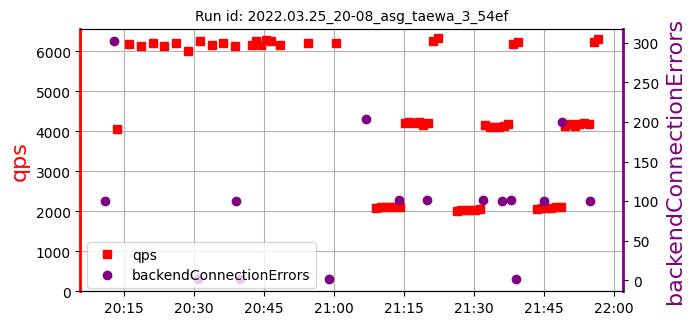 Run id: 2022.03.25_20-08_asg_taewa_3_54ef
qps
6000
5000
4000
3000
2000
1000
0
backendConnectionErrors
300
250
200
150
100
50
0
qps
backendConnectionErrors
20:15 20:30 20:45 21:00 21:15 21:30 21:45 22:00